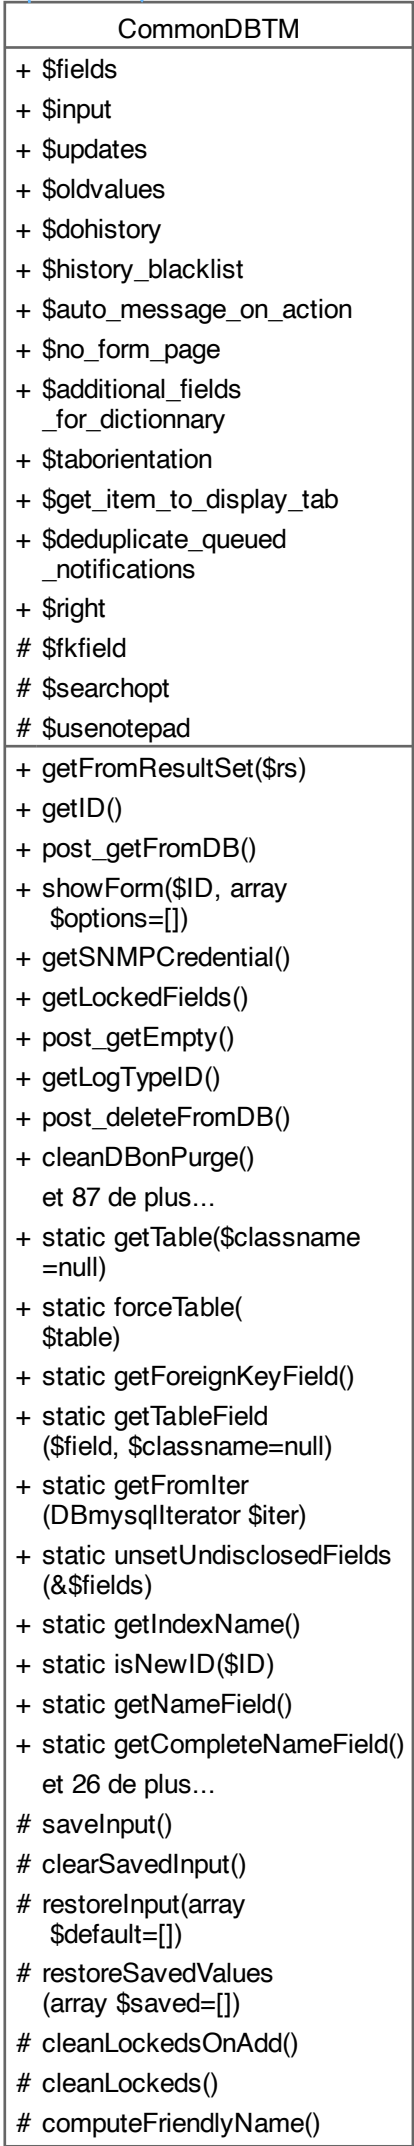 CommonDBTM
+ $fields
+ $input
+ $updates
+ $oldvalues
+ $dohistory
+ $history_blacklist
+ $auto_message_on_action
+ $no_form_page
+ $additional_fields
_for_dictionnary
+ $taborientation
+ $get_item_to_display_tab
+ $deduplicate_queued
_notifications
+ $right
# $fkfield
# $searchopt
# $usenotepad
+ getFromResultSet($rs)
+ getID()
+ post_getFromDB()
+ showForm($ID, array
$options=[])
+ getSNMPCredential()
+ getLockedFields()
+ post_getEmpty()
+ getLogTypeID()
+ post_deleteFromDB()
+ cleanDBonPurge()
et 87 de plus...
+ static getTable($classname
=null)
+ static forceTable(
$table)
+ static getForeignKeyField()
+ static getTableField
($field, $classname=null)
+ static getFromIter
(DBmysqlIterator $iter)
+ static unsetUndisclosedFields
(&$fields)
+ static getIndexName()
+ static isNewID($ID)
+ static getNameField()
+ static getCompleteNameField()
et 26 de plus...
# saveInput()
# clearSavedInput()
# restoreInput(array
$default=[])
# restoreSavedValues
(array $saved=[])
# cleanLockedsOnAdd()
# cleanLockeds()
# computeFriendlyName()